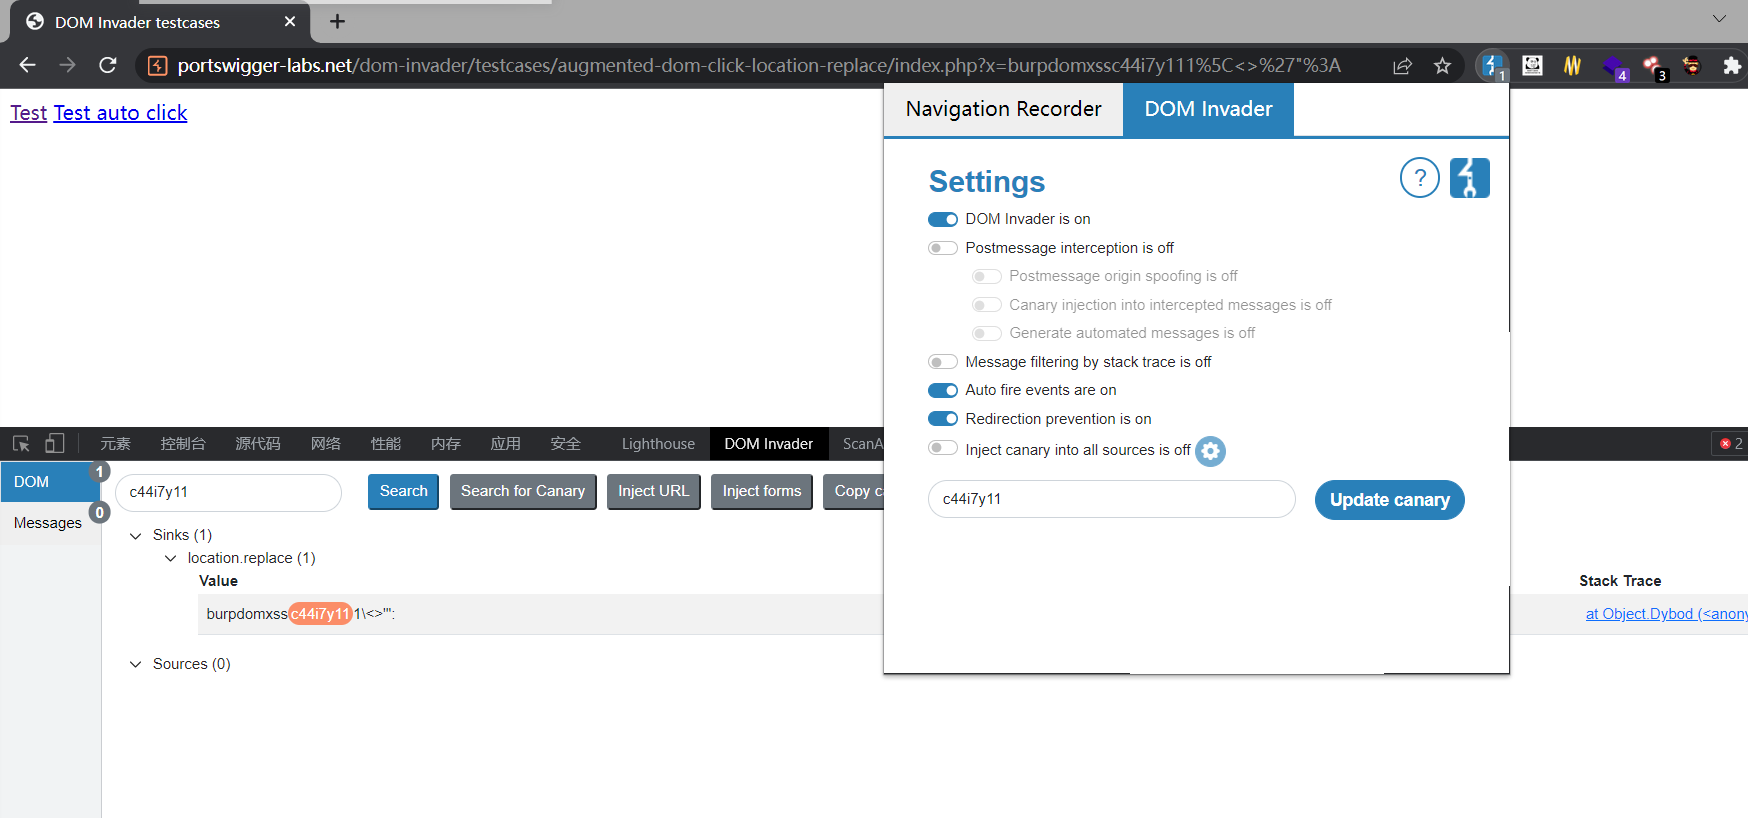 DOM Invader testcases
portswigger-labs.net/dom-invader/testcases/augmented-dom-click-location-replace/index.php?x=burpdomxssc44i7y111%5C<>%27"%3A
1
4
3
Test Test auto click
Navigation Recorder
DOM Invader
Settings
?
DOM Invader is on
Postmessage interception is off
Postmessage origin spoofing is off
Canary injection into intercepted messages is off
Generate automated messages is off
Message filtering by stack trace is off
Auto fire events are on
Redirection prevention is on
Inject canary into all sources is off
c44i7y11
Update canary
元素 控制台 源代码 网络 性能 内存 应用 安全 Lighthouse DOM Invader ScanA
2
DOM 1
Messages 0
c44i7y11 Search Search for Canary Inject URL Inject forms Copy ca
Sinks (1)
location.replace (1)
Value Stack Trace
burpdomxssc44i7y111\<>'": at Object.Dybod (<anony
Sources (0)